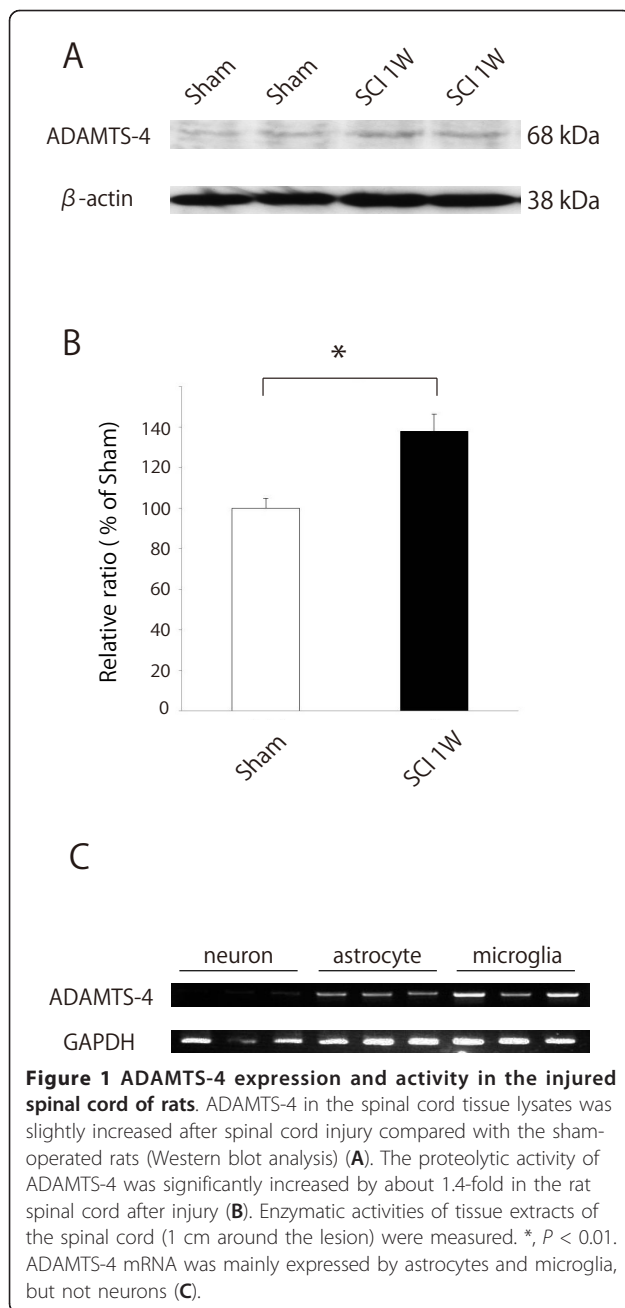 A
Sham Sham SCI 1W SCI 1W
ADAMTS-4 68 kDa
β-actin 38 kDa
B
*
Relative ratio ( % of Sham)
140
120
100
80
60
40
20
0
Sham SCI 1W
C
neuron astrocyte microglia
ADAMTS-4
GAPDH
Figure 1 ADAMTS-4 expression and activity in the injured
spinal cord of rats. ADAMTS-4 in the spinal cord tissue lysates was
slightly increased after spinal cord injury compared with the sham-
operated rats (Western blot analysis) (A). The proteolytic activity of
ADAMTS-4 was significantly increased by about 1.4-fold in the rat
spinal cord after injury (B). Enzymatic activities of tissue extracts of
the spinal cord (1 cm around the lesion) were measured. *, P < 0.01.
ADAMTS-4 mRNA was mainly expressed by astrocytes and microglia,
but not neurons (C).